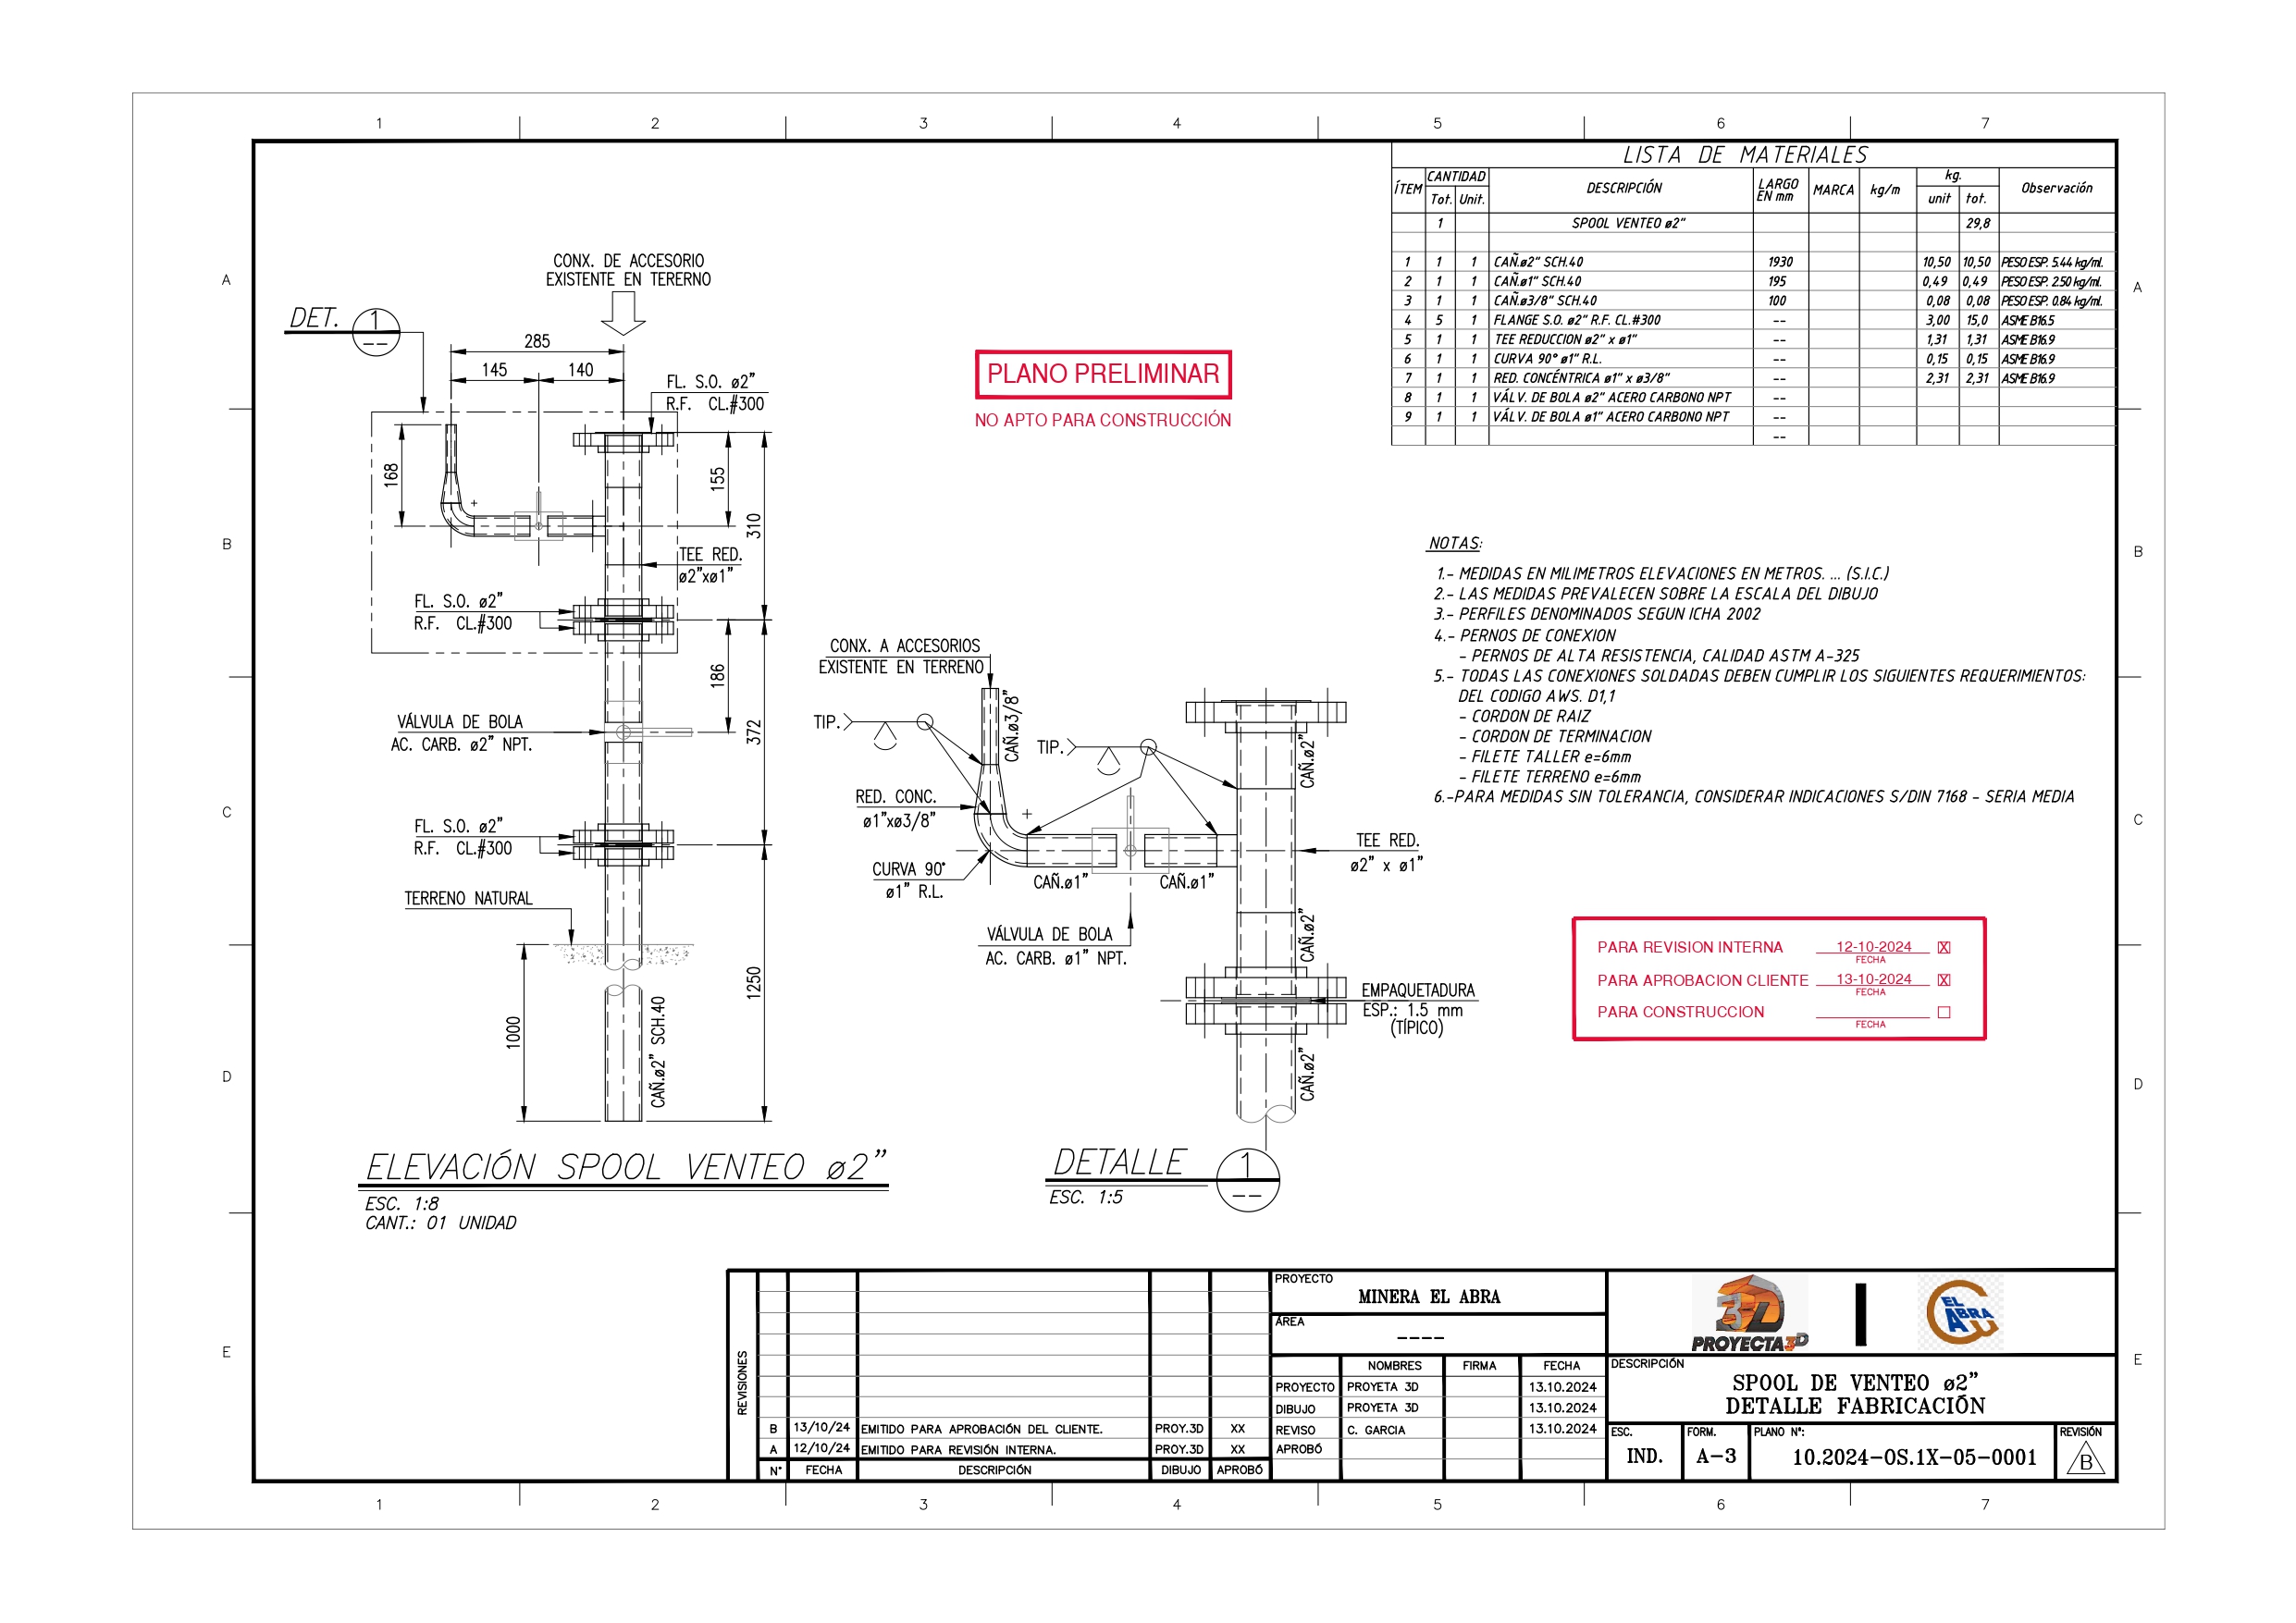 1 2 3 4 5 6 7
A
B
C
D
E
A
B
C
D
E
LISTA DE MATERIALES
ÍTEM CANTIDAD DESCRIPCIÓN LARGO EN mm MARCA kg/m kg. Observación
Tot. Unit. unit tot.
1 SPOOL VENTEO ø2" 29,8
1 1 1 CAÑ.ø2" SCH.40 1930 10,50 10,50 PESO ESP. 5.44 kg/ml.
2 1 1 CAÑ.ø1" SCH.40 195 0,49 0,49 PESO ESP. 2.50 kg/ml.
3 1 1 CAÑ.ø3/8" SCH.40 100 0,08 0,08 PESO ESP. 0.84 kg/ml.
4 5 1 FLANGE S.O. ø2" R.F. CL.#300 -- 3,00 15,0 ASME B16.5
5 1 1 TEE REDUCCION ø2" x ø1" -- 1,31 1,31 ASME B16.9
6 1 1 CURVA 90° ø1" R.L. -- 0,15 0,15 ASME B16.9
7 1 1 RED. CONCÉNTRICA ø1" x ø3/8" -- 2,31 2,31 ASME B16.9
8 1 1 VÁLV. DE BOLA ø2" ACERO CARBONO NPT --
9 1 1 VÁLV. DE BOLA ø1" ACERO CARBONO NPT --
--
CONX. DE ACCESORIO
EXISTENTE EN TERERNO
DET. 1
--
285
145 140
FL. S.O. ø2"
R.F. CL.#300
168
155
310
TEE RED.
ø2"xø1"
FL. S.O. ø2"
R.F. CL.#300
186
372
VÁLVULA DE BOLA
AC. CARB. ø2" NPT.
FL. S.O. ø2"
R.F. CL.#300
TERRENO NATURAL
1000
1250
CAÑ.ø2" SCH.40
ELEVACIÓN SPOOL VENTEO ø2"
ESC. 1:8
CANT.: 01 UNIDAD
PLANO PRELIMINAR
NO APTO PARA CONSTRUCCIÓN
CONX. A ACCESORIOS
EXISTENTE EN TERRENO
TIP.
CAÑ.ø3/8"
TIP.
CAÑ.ø2"
RED. CONC.
ø1"xø3/8"
CURVA 90°
ø1" R.L.
CAÑ.ø1"
CAÑ.ø1"
TEE RED.
ø2" x ø1"
VÁLVULA DE BOLA
AC. CARB. ø1" NPT.
CAÑ.ø2"
EMPAQUETADURA
ESP.: 1.5 mm
(TÍPICO)
CAÑ.ø2"
DETALLE 1
--
ESC. 1:5
NOTAS:
1.- MEDIDAS EN MILIMETROS ELEVACIONES EN METROS. ... (S.I.C.)
2.- LAS MEDIDAS PREVALECEN SOBRE LA ESCALA DEL DIBUJO
3.- PERFILES DENOMINADOS SEGUN ICHA 2002
4.- PERNOS DE CONEXION
- PERNOS DE ALTA RESISTENCIA, CALIDAD ASTM A-325
5.- TODAS LAS CONEXIONES SOLDADAS DEBEN CUMPLIR LOS SIGUIENTES REQUERIMIENTOS:
DEL CODIGO AWS. D1,1
- CORDON DE RAIZ
- CORDON DE TERMINACION
- FILETE TALLER e=6mm
- FILETE TERRENO e=6mm
6.-PARA MEDIDAS SIN TOLERANCIA, CONSIDERAR INDICACIONES S/DIN 7168 - SERIA MEDIA
PARA REVISION INTERNA 12-10-2024 X
FECHA
PARA APROBACION CLIENTE 13-10-2024 X
FECHA
PARA CONSTRUCCION
FECHA
REVISIONES
B 13/10/24 EMITIDO PARA APROBACIÓN DEL CLIENTE. PROY.3D XX
A 12/10/24 EMITIDO PARA REVISIÓN INTERNA. PROY.3D XX
N° FECHA DESCRIPCIÓN DIBUJO APROBÓ
PROYECTO
MINERA EL ABRA
ÁREA
----
NOMBRES FIRMA FECHA
PROYECTO PROYETA 3D 13.10.2024
DIBUJO PROYETA 3D 13.10.2024
REVISO C. GARCIA 13.10.2024
APROBÓ
3D
PROYECTA3D
EL ABRA
DESCRIPCIÓN
SPOOL DE VENTEO ø2"
DETALLE FABRICACIÓN
ESC. FORM. PLANO N°: REVISIÓN
IND. A-3 10.2024-OS.1X-05-0001 B
1 2 3 4 5 6 7